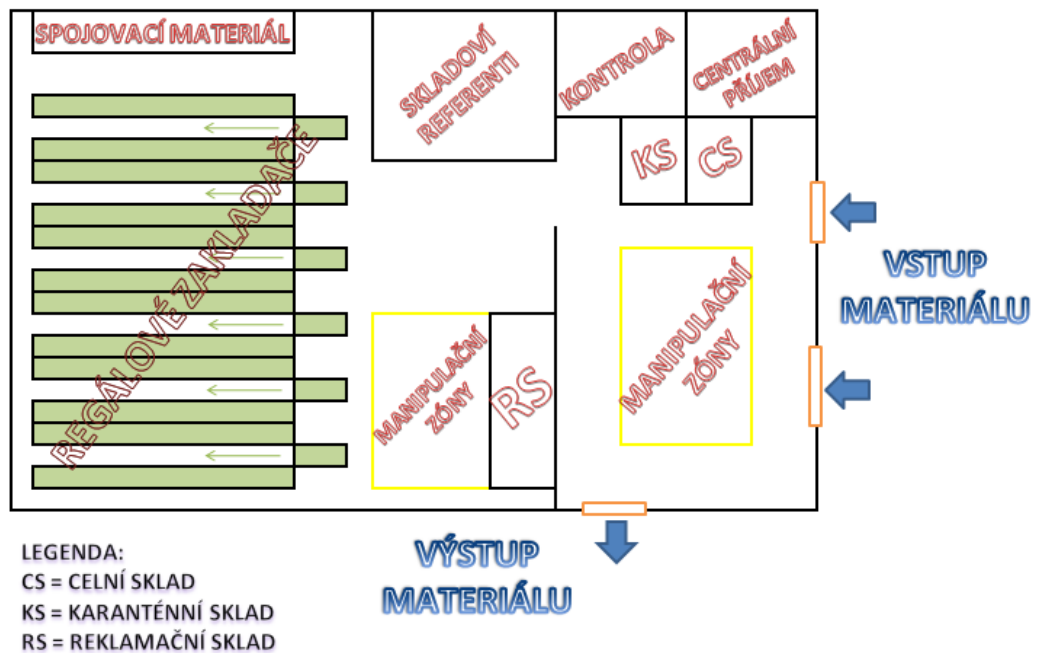 SPOJOVACÍ MATERIÁL
SKLADOVÍ
REFERENTI
KONTROLA
CENTRÁLNÍ
PŘÍJEM
KS
CS
REGÁLOVÉ ZAKLADAČE
VSTUP
MATERIÁLU
MANIPULAČNÍ
ZÓNY
RS
MANIPULAČNÍ
ZÓNY
VÝSTUP
MATERIÁLU
LEGENDA:
CS = CELNÍ SKLAD
KS = KARANTÉNNÍ SKLAD
RS = REKLAMAČNÍ SKLAD